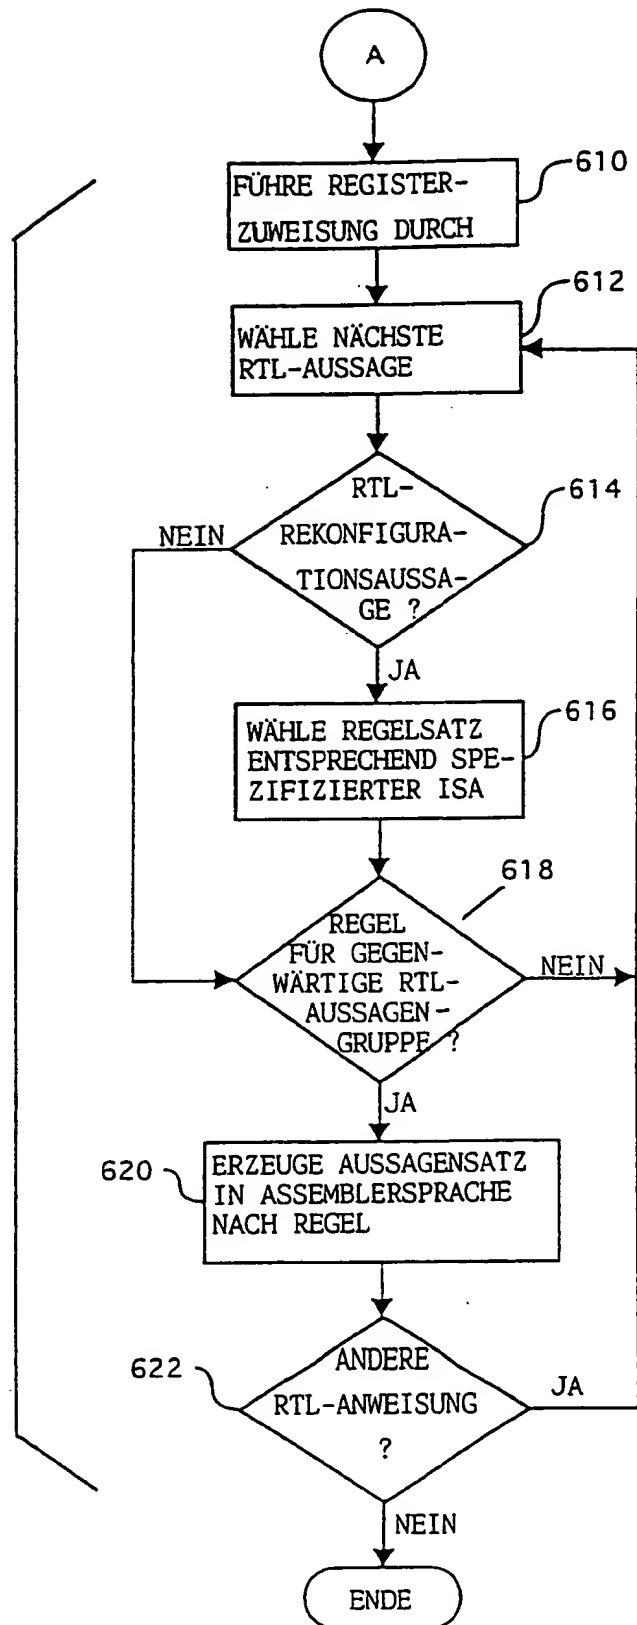 A
610
FÜHRE REGISTER-
ZUWEISUNG DURCH
612
WÄHLE NÄCHSTE
RTL-AUSSAGE
614
RTL-
REKONFIGURA-
TIONSAUSSA-
GE ?
NEIN
JA
616
WÄHLE REGELSATZ
ENTSPRECHEND SPE-
ZIFIZIERTER ISA
618
REGEL
FÜR GEGEN-
WÄRTIGE RTL-
AUSSAGEN-
GRUPPE ?
NEIN
JA
620
ERZEUGE AUSSAGENSATZ
IN ASSEMBLERSPRACHE
NACH REGEL
622
ANDERE
RTL-ANWEISUNG
?
JA
NEIN
ENDE